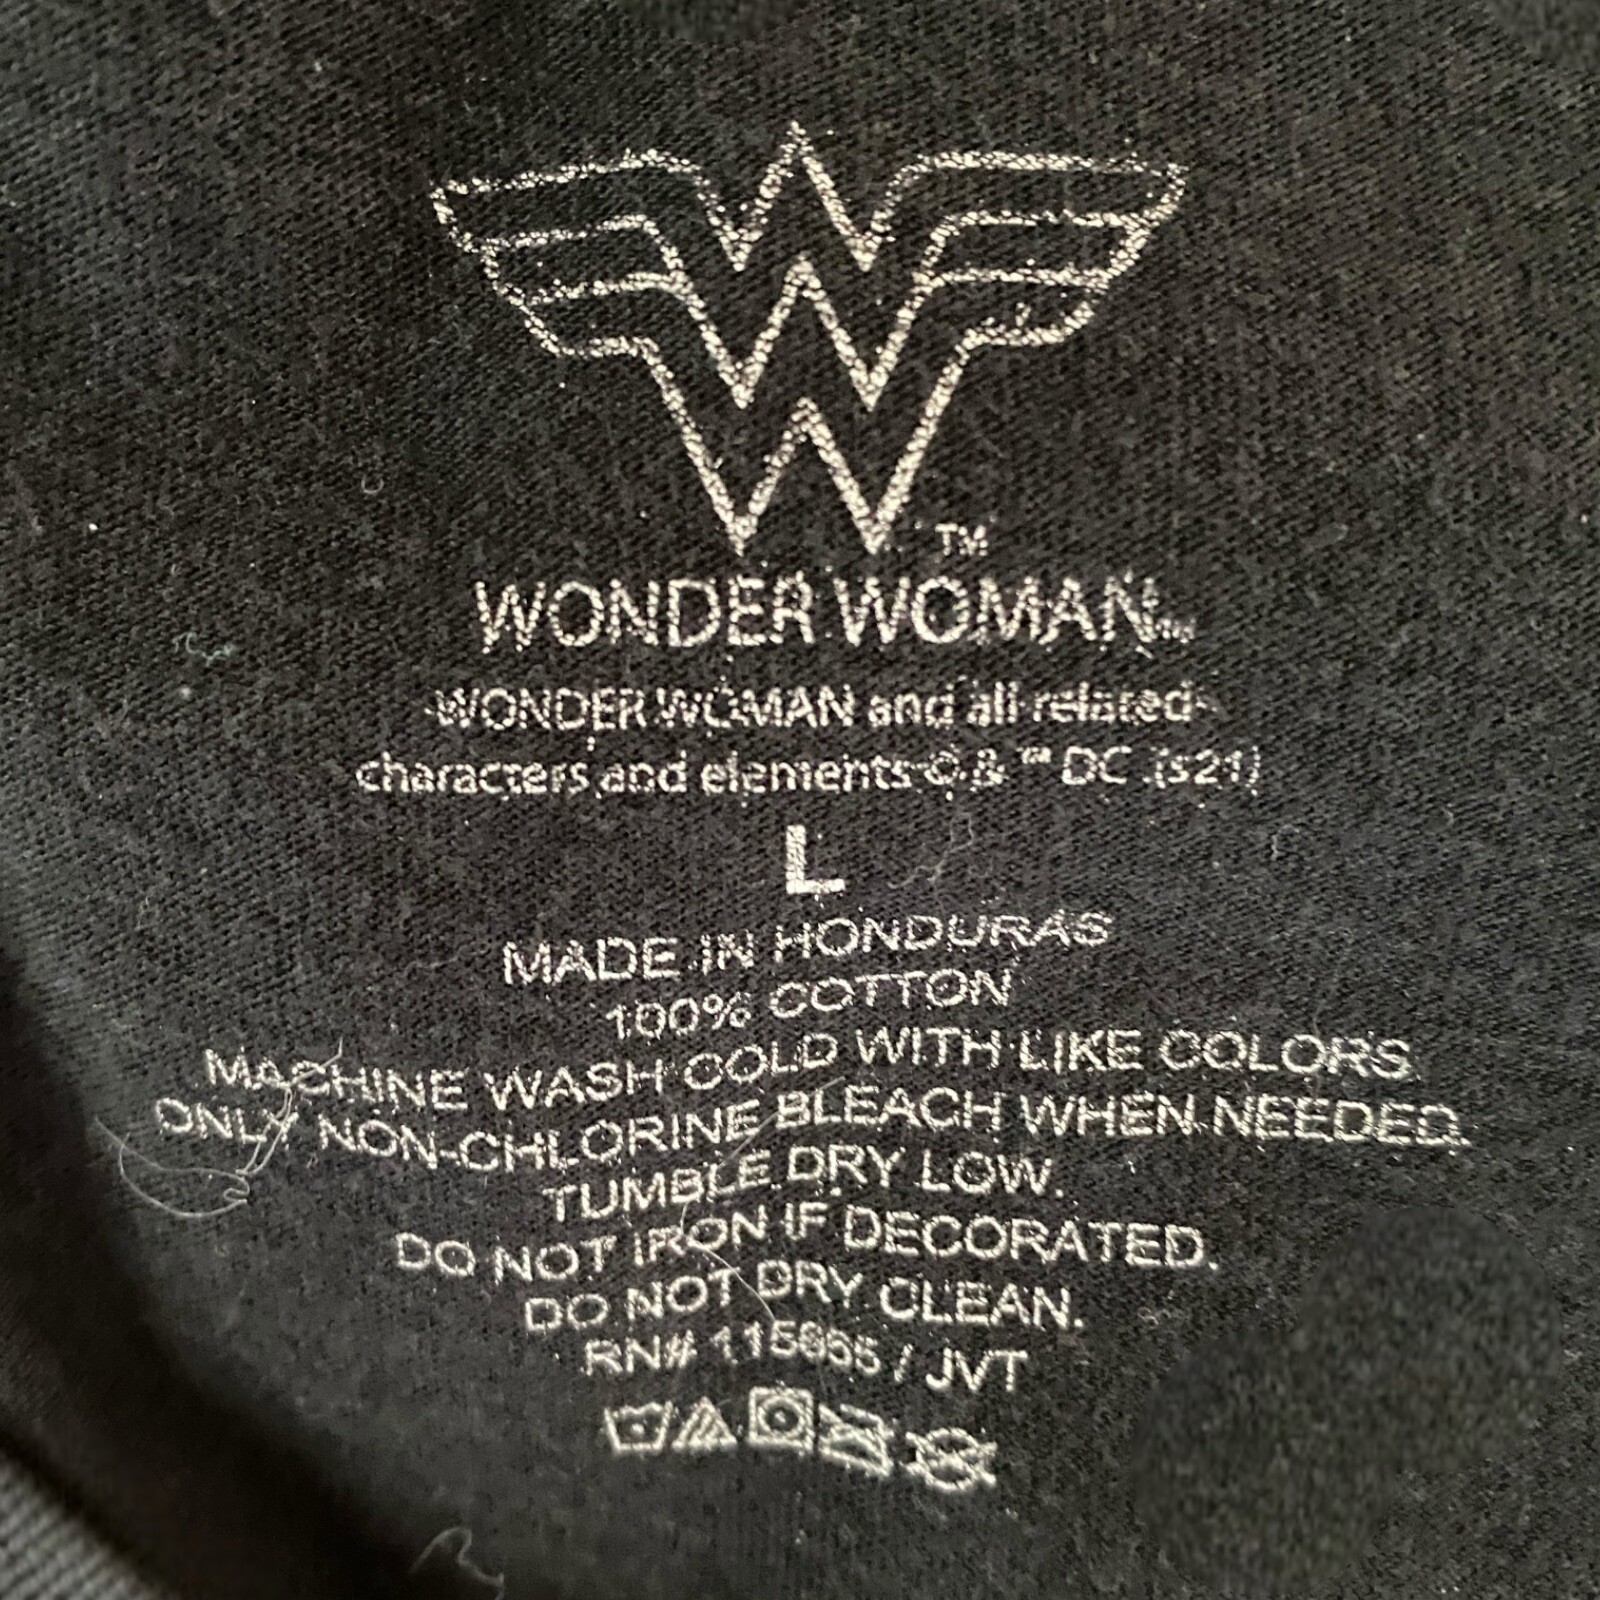 TM
WONDER WOMAN
WONDER WOMAN and all related
characters and elements © & ™ DC (s21)
L
MADE IN HONDURAS
100% COTTON
MACHINE WASH COLD WITH LIKE COLORS
ONLY NON-CHLORINE BLEACH WHEN NEEDED.
TUMBLE DRY LOW.
DO NOT IRON IF DECORATED.
DO NOT DRY CLEAN.
RN# / JVT